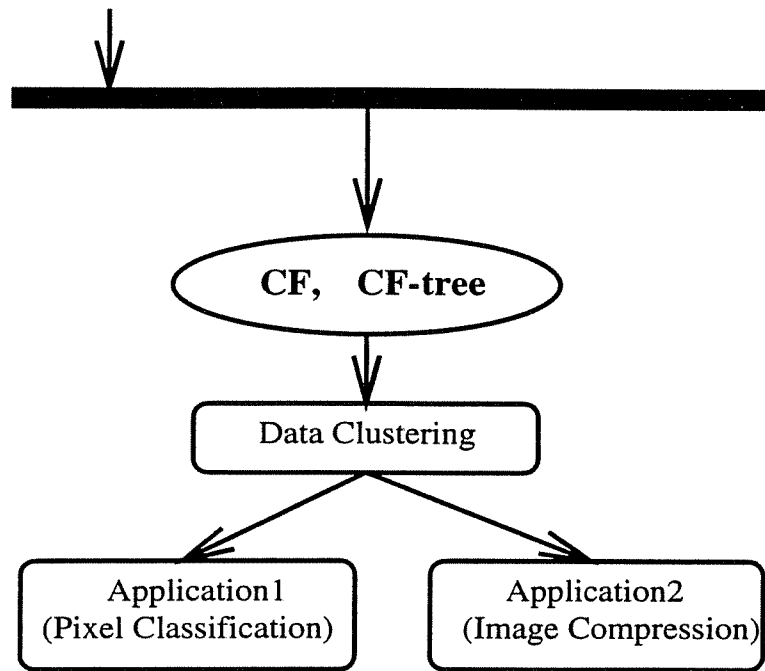 CF, CF-tree
Data Clustering
Application1
(Pixel Classification)
Application2
(Image Compression)